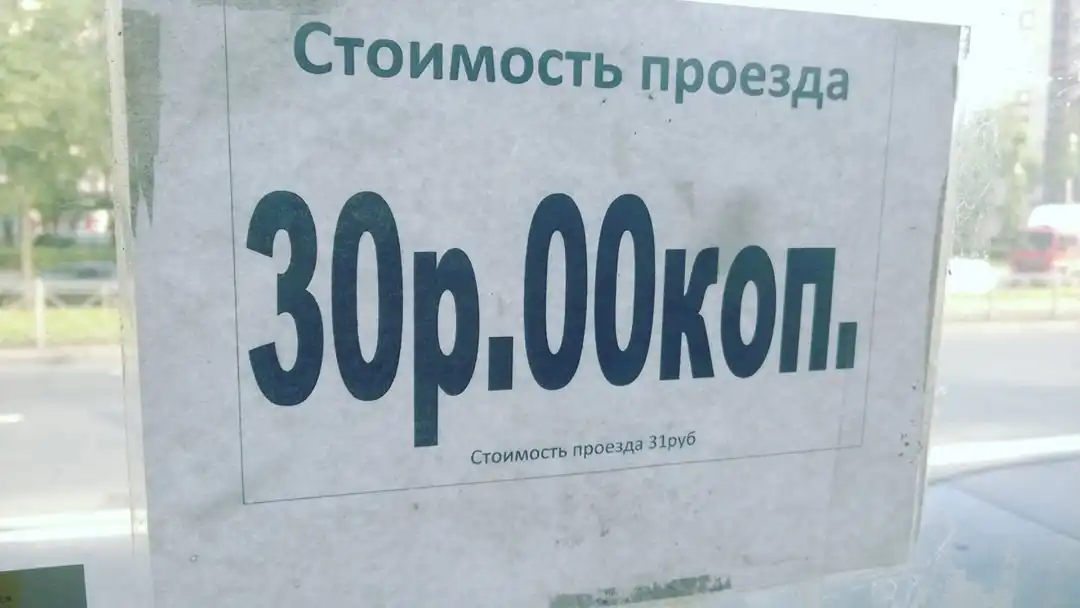 Стоимость проезда
30р.00коп.
Стоимость проезда 31руб